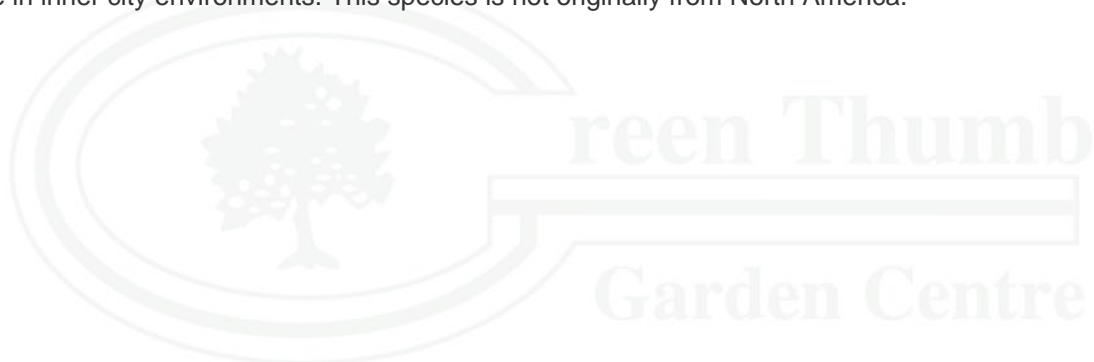 in inner city environments. This species is not originally from North America.
reen Thumb
Garden Centre